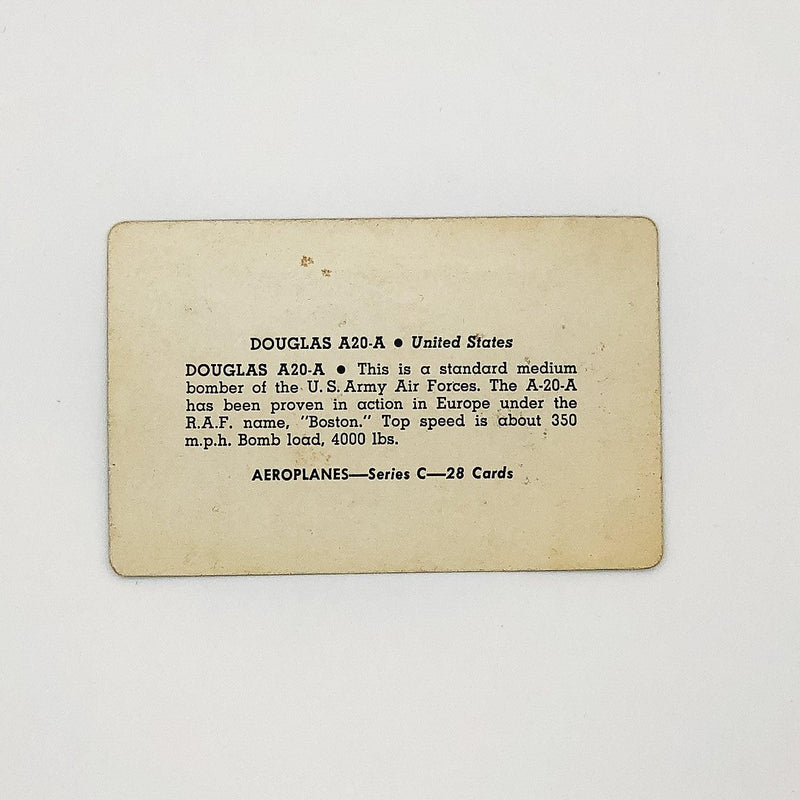 DOUGLAS A20-A ● United States
DOUGLAS A20-A ● This is a standard medium
bomber of the U.S. Army Air Forces. The A-20-A
has been proven in action in Europe under the
R.A.F. name, "Boston." Top speed is about 350
m.p.h. Bomb load, 4000 lbs.
AEROPLANES—Series C—28 Cards